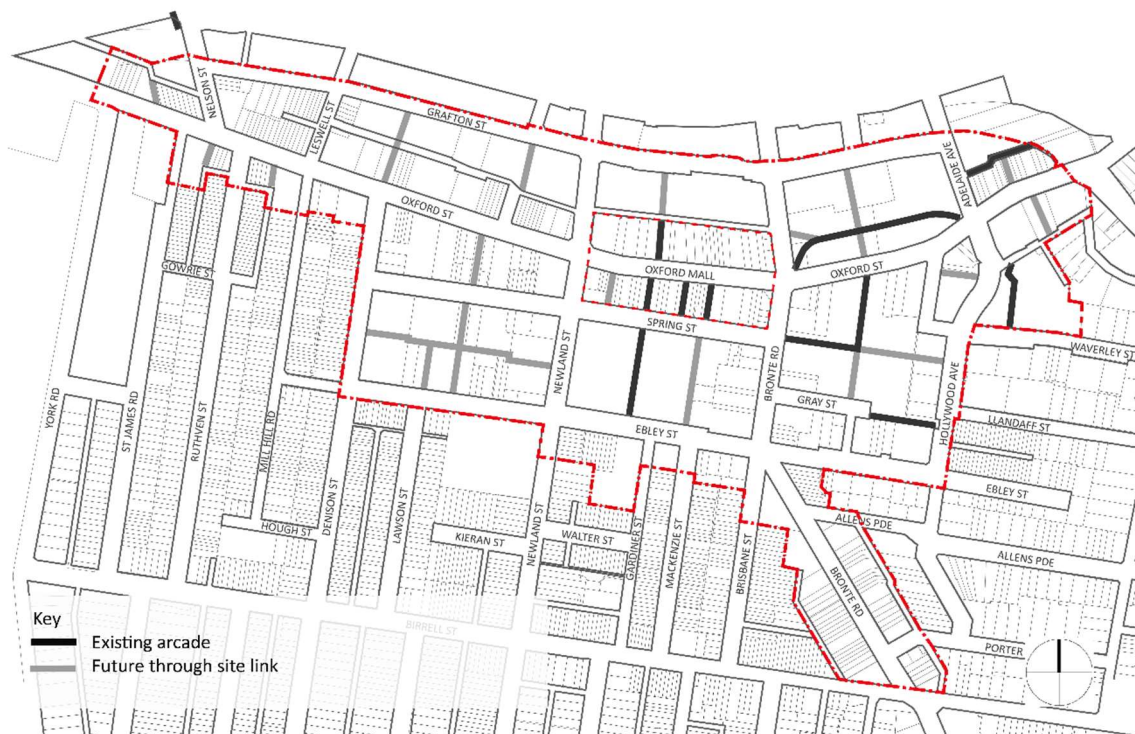 NELSON ST
LESWELL ST
GRAFTON ST
ADELAIDE AVE
OXFORD ST
OXFORD MALL
OXFORD ST
GOWRIE ST
SPRING ST
WAVERLEY ST
NEWLAND ST
BRONTE RD
HOLLYWOOD AVE
YORK RD
ST JAMES RD
RUTHVEN ST
MILL HILL RD
GRAY ST
LLANDAFF ST
EBLEY ST
EBLEY ST
DENISON ST
LAWSON ST
HOUGH ST
KIERAN ST
NEWLAND ST
WALTER ST
GARDINER ST
MACKENZIE ST
BRISBANE ST
ALLENS PDE
ALLENS PDE
BRONTE RD
BIRRELL ST
PORTER
Key
Existing arcade
Future through site link